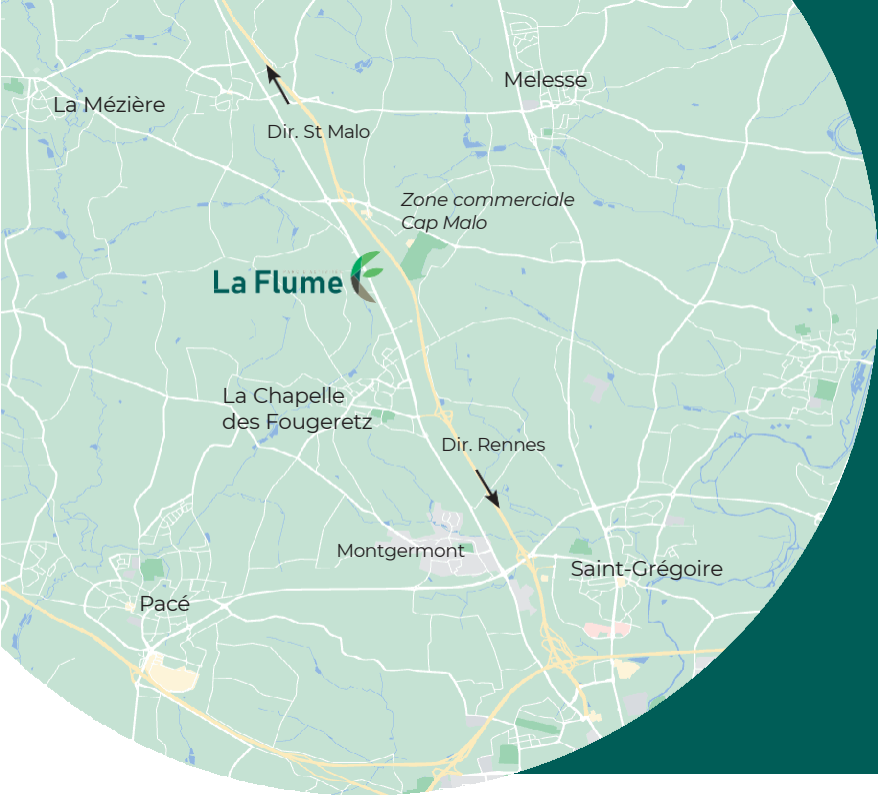 Melesse
La Mézière
Dir. St Malo
Zone commerciale
Cap Malo
La Flume
La Chapelle
des Fougeretz
Dir. Rennes
Montgermont
Saint-Grégoire
Pacé